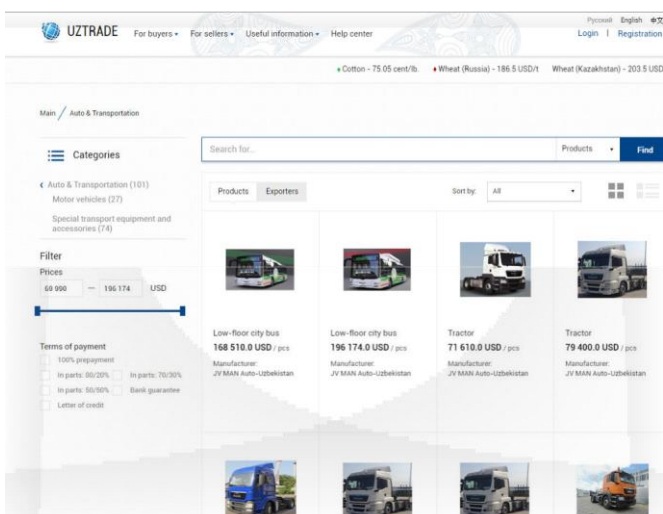 Русский English 中文
UZTRADE For buyers For sellers Useful information Help center Login | Registration
Cotton - 75.05 cent/lb. Wheat (Russia) - 186.5 USD/t Wheat (Kazakhstan) - 203.5 USD
Main / Auto & Transportation
Categories
Search for... Products Find
Auto & Transportation (101)
Motor vehicles (27)
Special transport equipment and
accessories (74)
Products Exporters Sort by: All
Filter
Prices
69 990 — 196 174 USD
Terms of payment
100% prepayment
In parts: 80/20% In parts: 70/30%
In parts: 50/50% Bank guarantee
Letter of credit
Low-floor city bus
168 510.0 USD / pcs
Manufacturer:
JV MAN Auto-Uzbekistan
Low-floor city bus
196 174.0 USD / pcs
Manufacturer:
JV MAN Auto-Uzbekistan
Tractor
71 610.0 USD / pcs
Manufacturer:
JV MAN Auto-Uzbekistan
Tractor
79 400.0 USD / pcs
Manufacturer:
JV MAN Auto-Uzbekistan